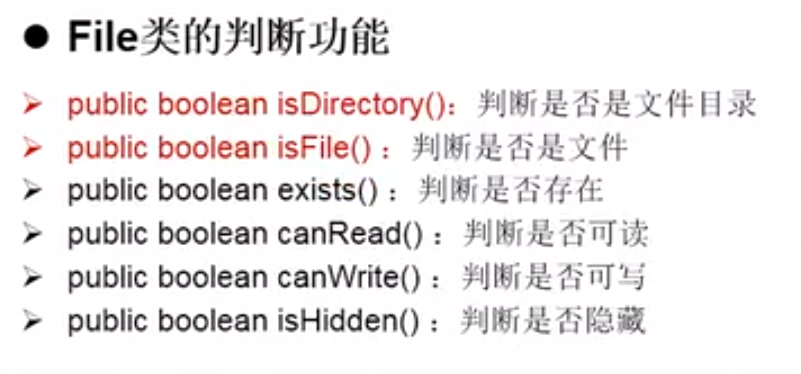 ● File类的判断功能
➢ public boolean isDirectory()：判断是否是文件目录
➢ public boolean isFile() ：判断是否是文件
➢ public boolean exists() ：判断是否存在
➢ public boolean canRead() ：判断是否可读
➢ public boolean canWrite() ：判断是否可写
➢ public boolean isHidden() ：判断是否隐藏